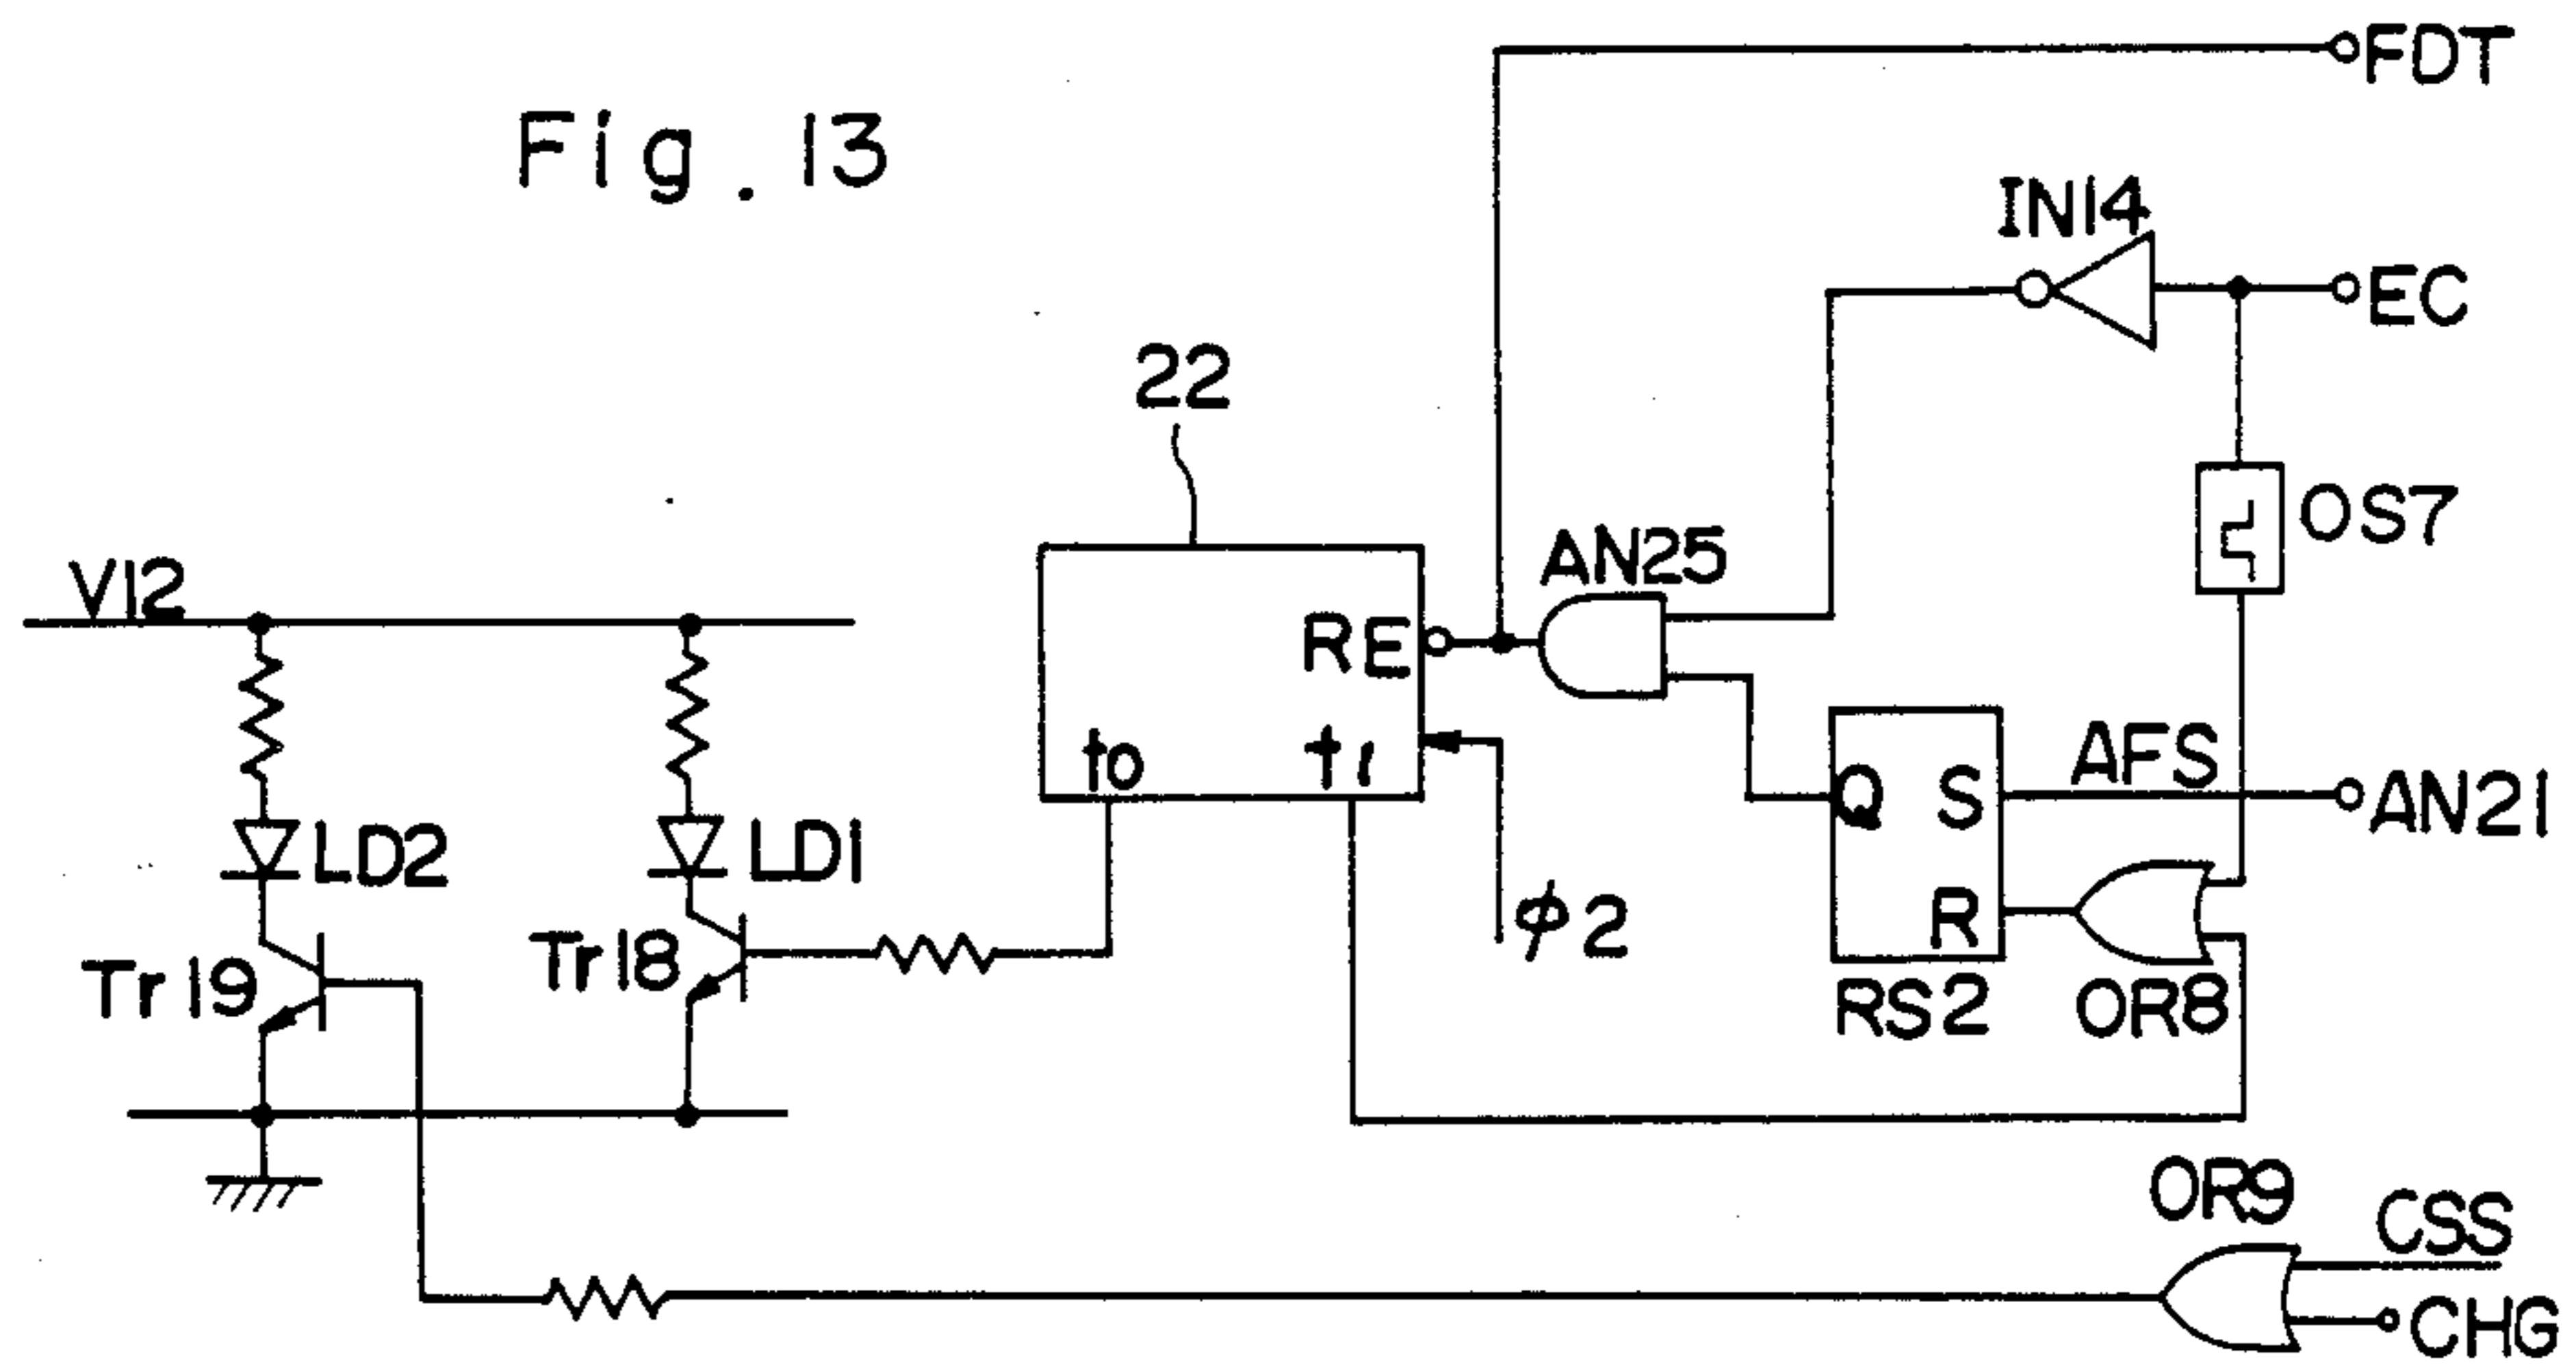 FDT
Fig. 13
IN14
EC
22
OS7
AN25
V12
RE
t0
t1
AFS
Q
S
AN21
LD2
LD1
R
φ2
Tr18
Tr19
RS2
OR8
OR9
CSS
CHG